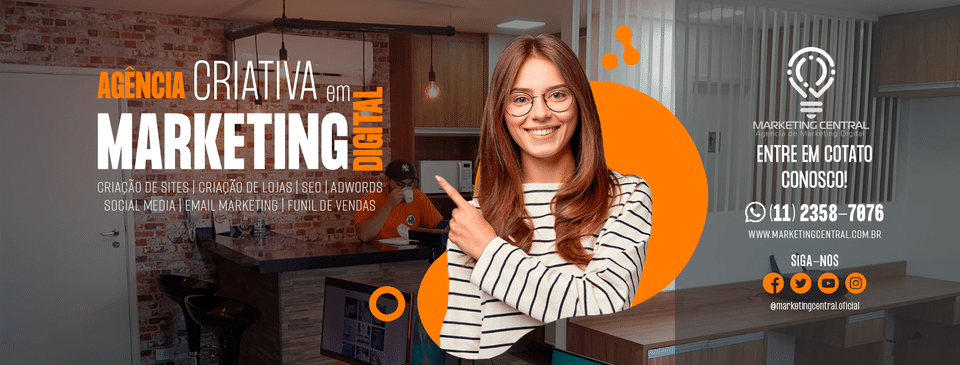 AGÊNCIA CRIATIVA em
MARKETING DIGITAL
CRIAÇÃO DE SITES | CRIAÇÃO DE LOJAS | SEO | ADWORDS
SOCIAL MEDIA | EMAIL MARKETING | FUNIL DE VENDAS
MARKETING CENTRAL
Agência de Marketing Digital
ENTRE EM COTATO
CONOSCO!
(11) 2358-7076
WWW.MARKETINGCENTRAL.COM.BR
SIGA-NOS
@marketingcentral.oficial